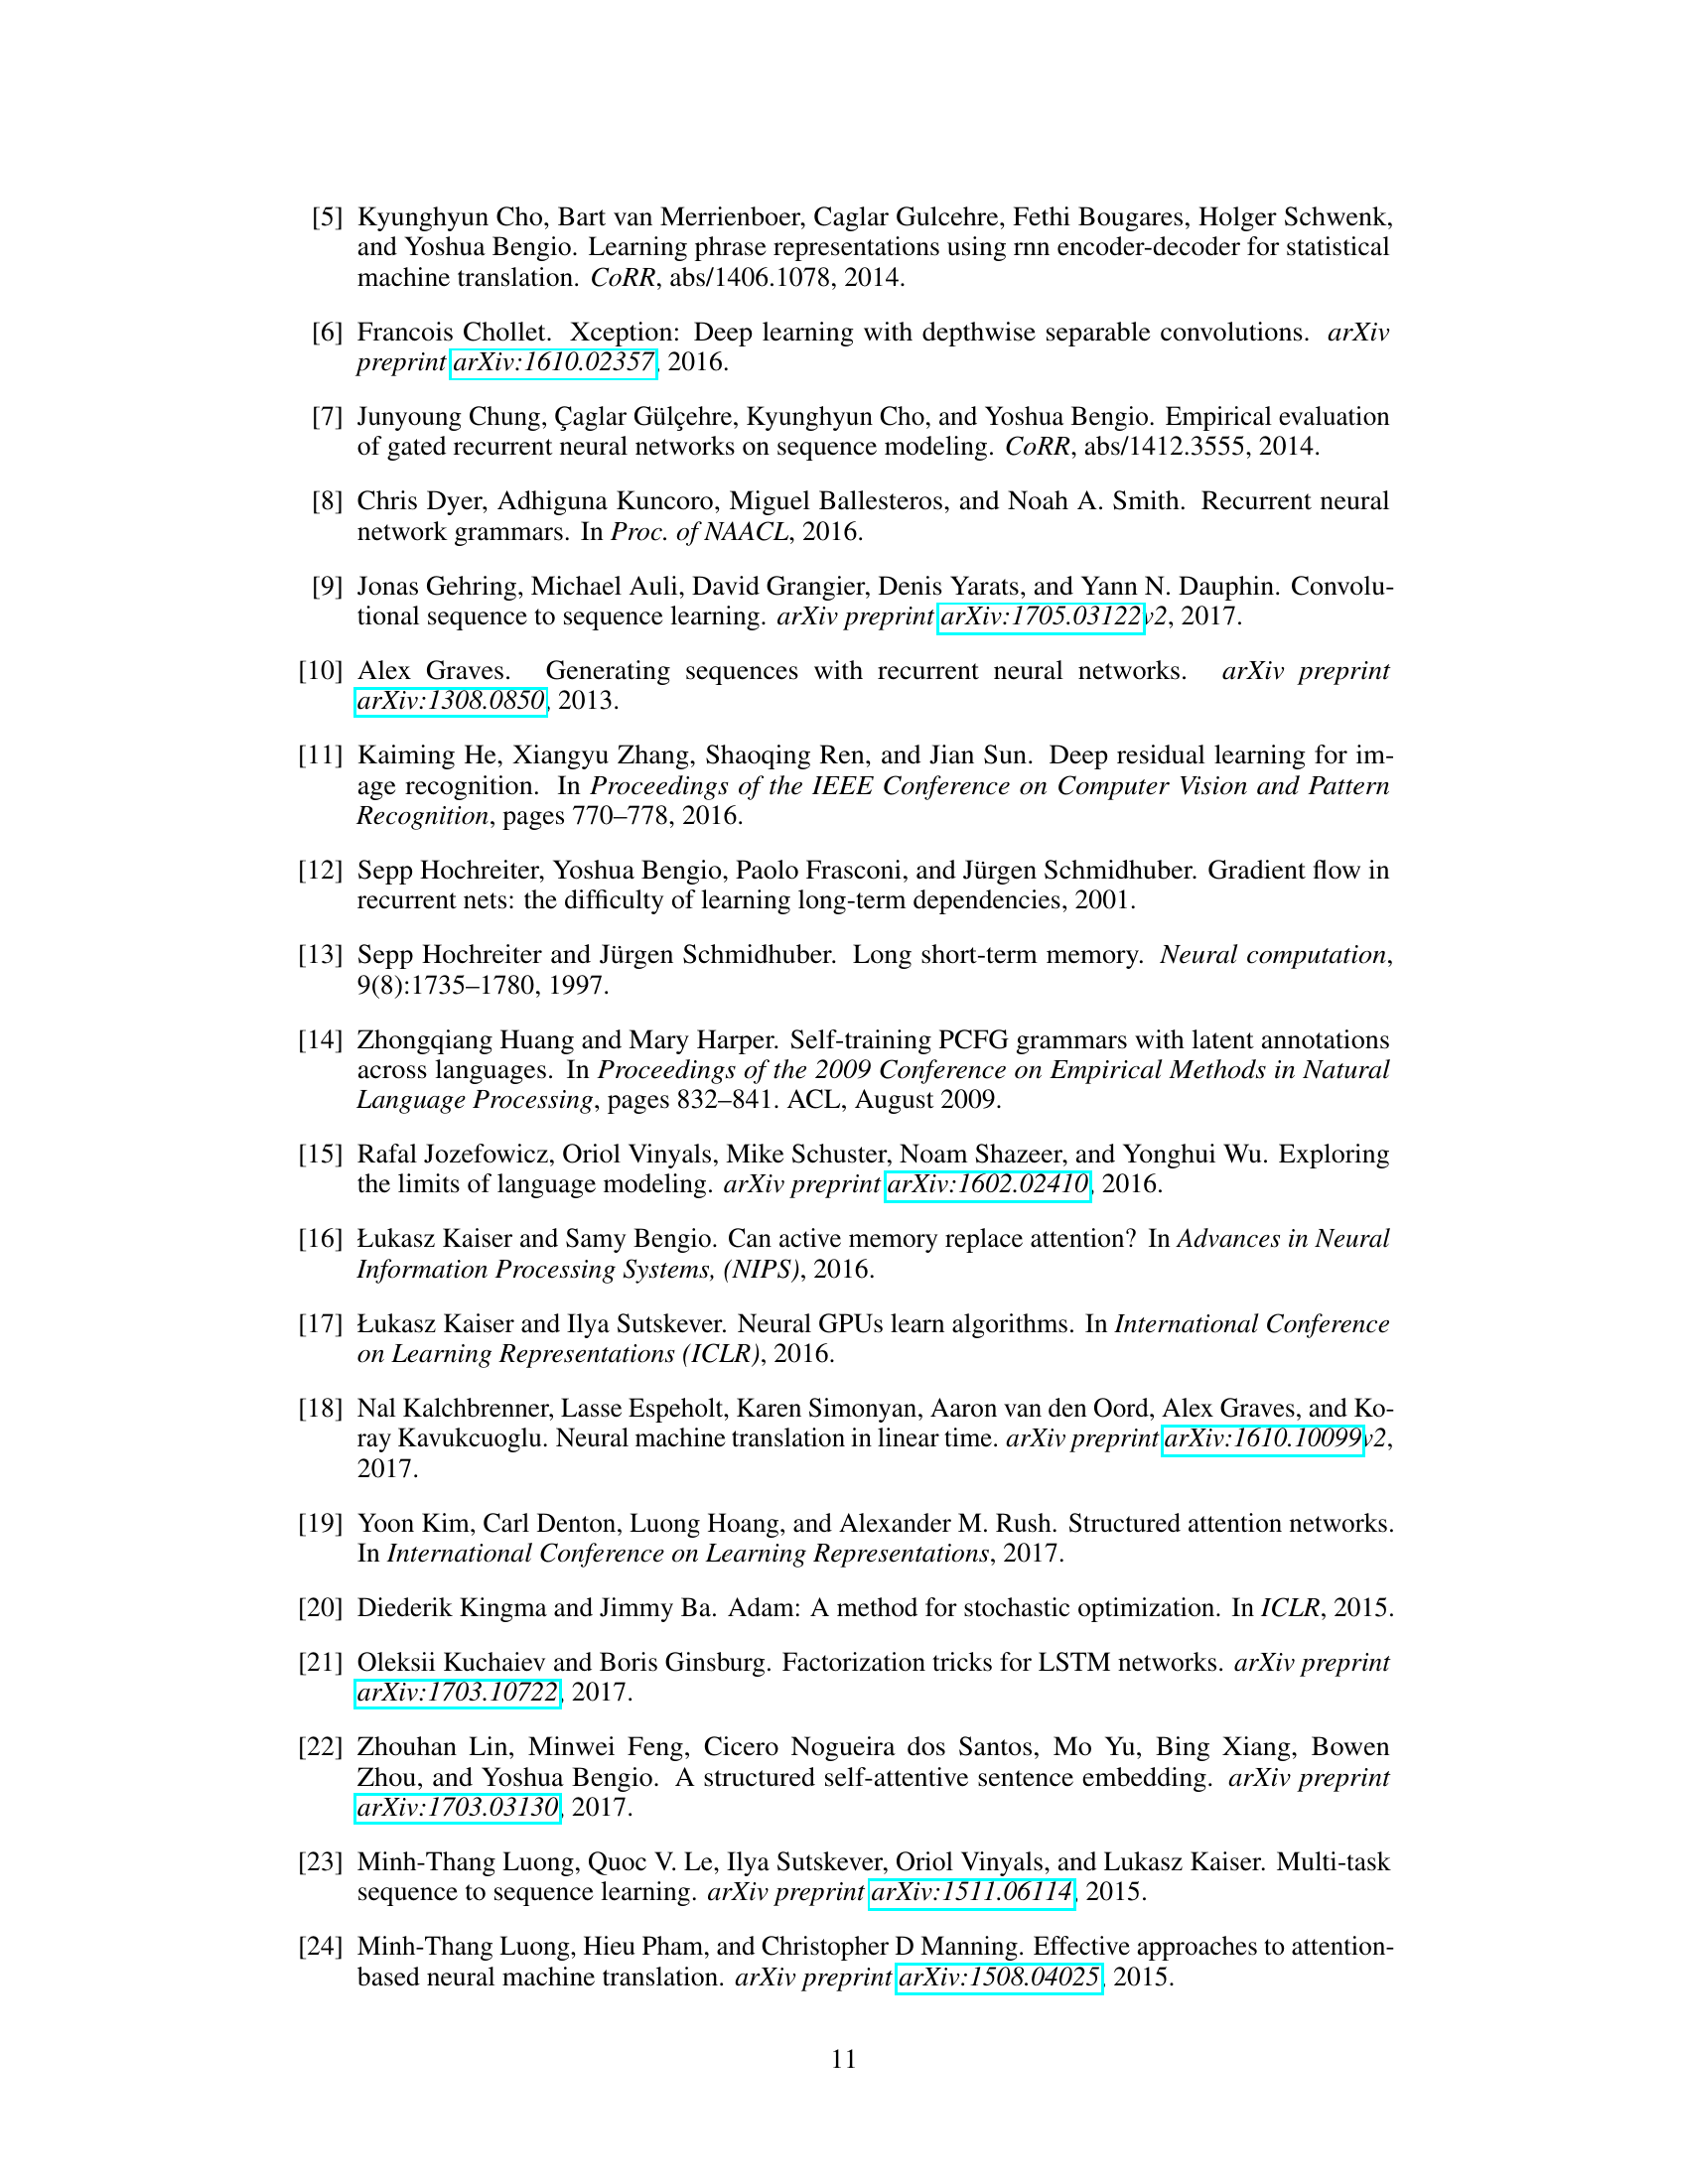 [5] Kyunghyun Cho, Bart van Merrienboer, Caglar Gulcehre, Fethi Bougares, Holger Schwenk,
and Yoshua Bengio. Learning phrase representations using rnn encoder-decoder for statistical
machine translation. CoRR, abs/1406.1078, 2014.
[6] Francois Chollet. Xception: Deep learning with depthwise separable convolutions. arXiv
preprint arXiv:1610.02357, 2016.
[7] Junyoung Chung, Çaglar Gülçehre, Kyunghyun Cho, and Yoshua Bengio. Empirical evaluation
of gated recurrent neural networks on sequence modeling. CoRR, abs/1412.3555, 2014.
[8] Chris Dyer, Adhiguna Kuncoro, Miguel Ballesteros, and Noah A. Smith. Recurrent neural
network grammars. In Proc. of NAACL, 2016.
[9] Jonas Gehring, Michael Auli, David Grangier, Denis Yarats, and Yann N. Dauphin. Convolu-
tional sequence to sequence learning. arXiv preprint arXiv:1705.03122v2, 2017.
[10] Alex Graves. Generating sequences with recurrent neural networks. arXiv preprint
arXiv:1308.0850, 2013.
[11] Kaiming He, Xiangyu Zhang, Shaoqing Ren, and Jian Sun. Deep residual learning for im-
age recognition. In Proceedings of the IEEE Conference on Computer Vision and Pattern
Recognition, pages 770–778, 2016.
[12] Sepp Hochreiter, Yoshua Bengio, Paolo Frasconi, and Jürgen Schmidhuber. Gradient flow in
recurrent nets: the difficulty of learning long-term dependencies, 2001.
[13] Sepp Hochreiter and Jürgen Schmidhuber. Long short-term memory. Neural computation,
9(8):1735–1780, 1997.
[14] Zhongqiang Huang and Mary Harper. Self-training PCFG grammars with latent annotations
across languages. In Proceedings of the 2009 Conference on Empirical Methods in Natural
Language Processing, pages 832–841. ACL, August 2009.
[15] Rafal Jozefowicz, Oriol Vinyals, Mike Schuster, Noam Shazeer, and Yonghui Wu. Exploring
the limits of language modeling. arXiv preprint arXiv:1602.02410, 2016.
[16] Łukasz Kaiser and Samy Bengio. Can active memory replace attention? In Advances in Neural
Information Processing Systems, (NIPS), 2016.
[17] Łukasz Kaiser and Ilya Sutskever. Neural GPUs learn algorithms. In International Conference
on Learning Representations (ICLR), 2016.
[18] Nal Kalchbrenner, Lasse Espeholt, Karen Simonyan, Aaron van den Oord, Alex Graves, and Ko-
ray Kavukcuoglu. Neural machine translation in linear time. arXiv preprint arXiv:1610.10099v2,
2017.
[19] Yoon Kim, Carl Denton, Luong Hoang, and Alexander M. Rush. Structured attention networks.
In International Conference on Learning Representations, 2017.
[20] Diederik Kingma and Jimmy Ba. Adam: A method for stochastic optimization. In ICLR, 2015.
[21] Oleksii Kuchaiev and Boris Ginsburg. Factorization tricks for LSTM networks. arXiv preprint
arXiv:1703.10722, 2017.
[22] Zhouhan Lin, Minwei Feng, Cicero Nogueira dos Santos, Mo Yu, Bing Xiang, Bowen
Zhou, and Yoshua Bengio. A structured self-attentive sentence embedding. arXiv preprint
arXiv:1703.03130, 2017.
[23] Minh-Thang Luong, Quoc V. Le, Ilya Sutskever, Oriol Vinyals, and Lukasz Kaiser. Multi-task
sequence to sequence learning. arXiv preprint arXiv:1511.06114, 2015.
[24] Minh-Thang Luong, Hieu Pham, and Christopher D Manning. Effective approaches to attention-
based neural machine translation. arXiv preprint arXiv:1508.04025, 2015.
11